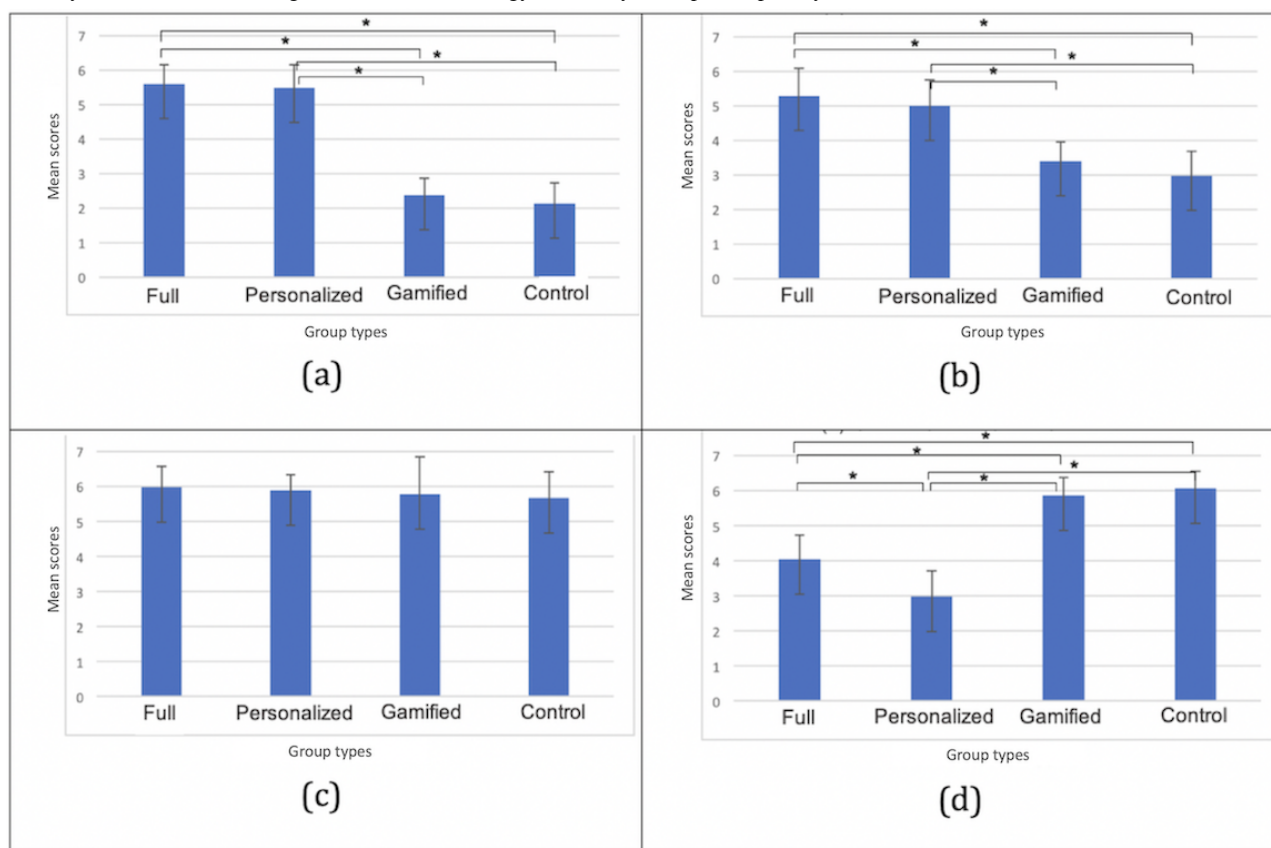 *
*
*
*
7
6
5
4
3
2
1
0
Mean scores
Full Personalized Gamified Control
Group types
(a)
*
*
*
*
7
6
5
4
3
2
1
0
Mean scores
Full Personalized Gamified Control
Group types
(b)
7
6
5
4
3
2
1
0
Mean scores
Full Personalized Gamified Control
Group types
(c)
*
*
*
* *
7
6
5
4
3
2
1
0
Mean scores
Full Personalized Gamified Control
Group types
(d)